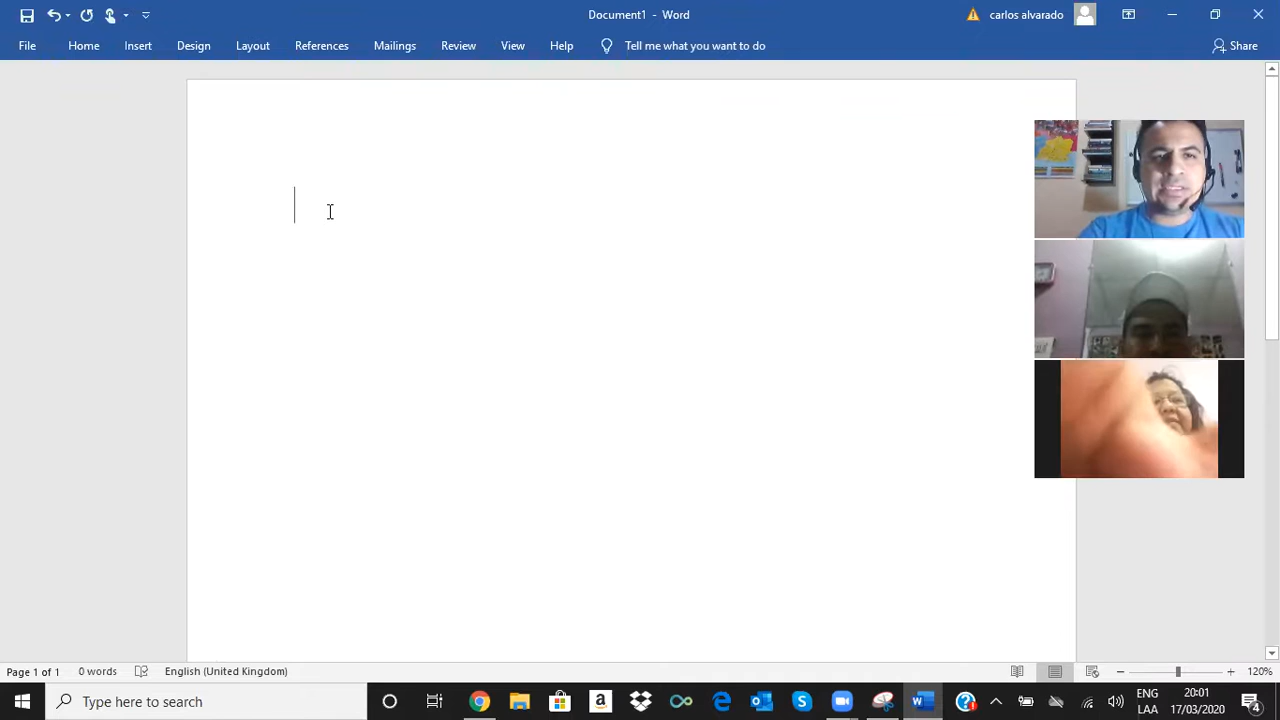 Document1 - Word
carlos alvarado
File Home Insert Design Layout References Mailings Review View Help Tell me what you want to do
Share
Page 1 of 1 0 words English (United Kingdom)
120%
Type here to search
ENG 20:01
LAA 17/03/2020
4